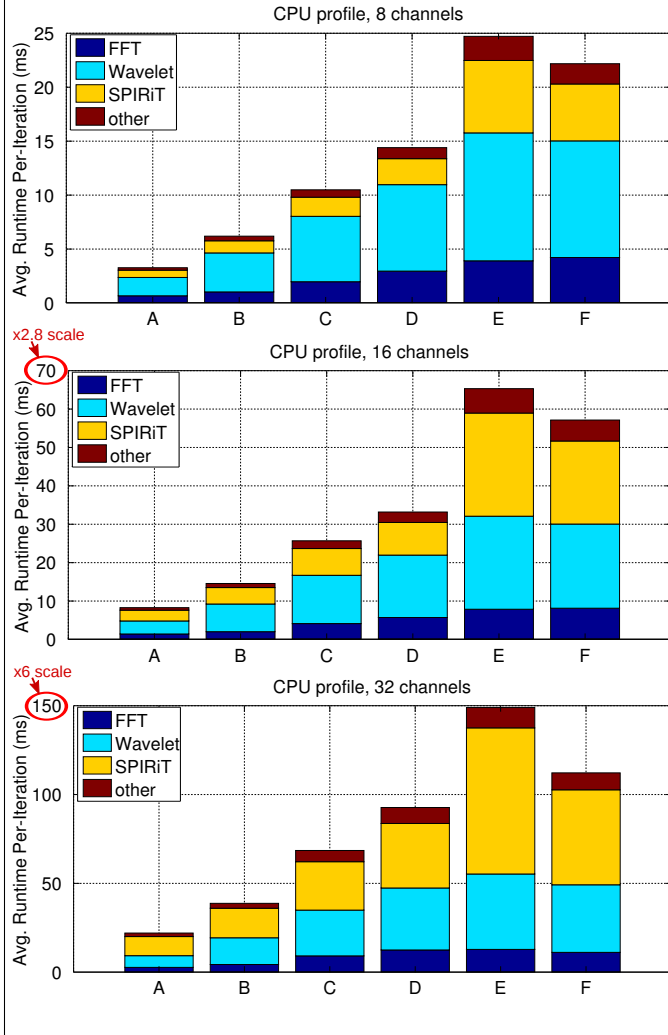 CPU profile, 8 channels
Avg. Runtime Per-Iteration (ms)
25
20
15
10
5
0
FFT
Wavelet
SPIRiT
other
A B C D E F
x2.8 scale
CPU profile, 16 channels
Avg. Runtime Per-Iteration (ms)
70
60
50
40
30
20
10
0
FFT
Wavelet
SPIRiT
other
A B C D E F
x6 scale
CPU profile, 32 channels
Avg. Runtime Per-Iteration (ms)
150
100
50
0
FFT
Wavelet
SPIRiT
other
A B C D E F